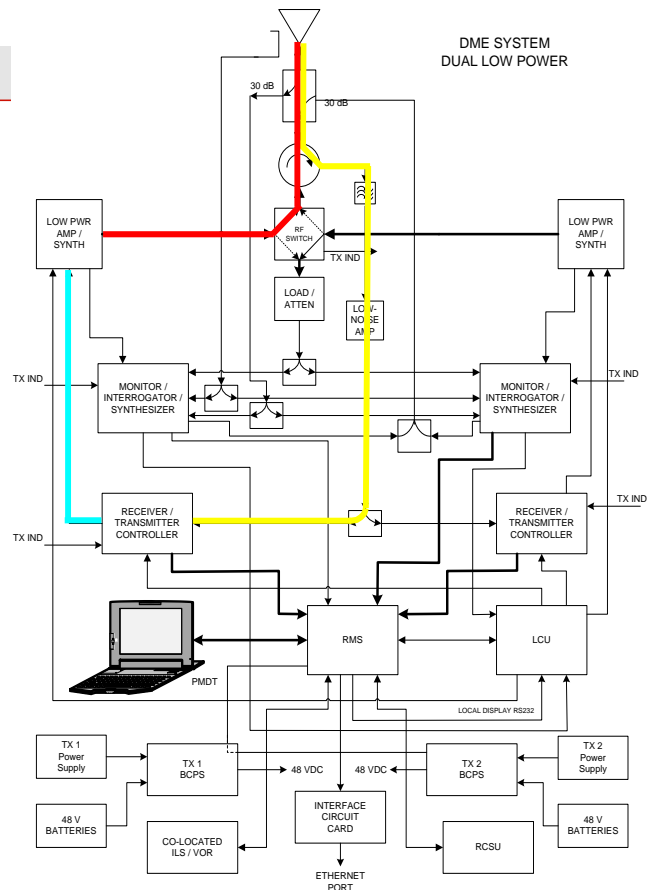 DME SYSTEM
DUAL LOW POWER
30 dB
30 dB
LOW PWR
AMP /
SYNTH
RF
SWITCH
TX IND
LOW PWR
AMP /
SYNTH
LOAD /
ATTEN
LOW-
NOISE
AMP
TX IND
MONITOR /
INTERROGATOR /
SYNTHESIZER
MONITOR /
INTERROGATOR /
SYNTHESIZER
TX IND
RECEIVER /
TRANSMITTER
CONTROLLER
RECEIVER /
TRANSMITTER
CONTROLLER
TX IND
TX IND
RMS
LCU
PMDT
LOCAL DISPLAY RS232
TX 1
Power
Supply
TX 1
BCPS
48 VDC
48 VDC
TX 2
BCPS
TX 2
Power
Supply
48 V
BATTERIES
INTERFACE
CIRCUIT
CARD
48 V
BATTERIES
CO-LOCATED
ILS / VOR
RCSU
ETHERNET
PORT